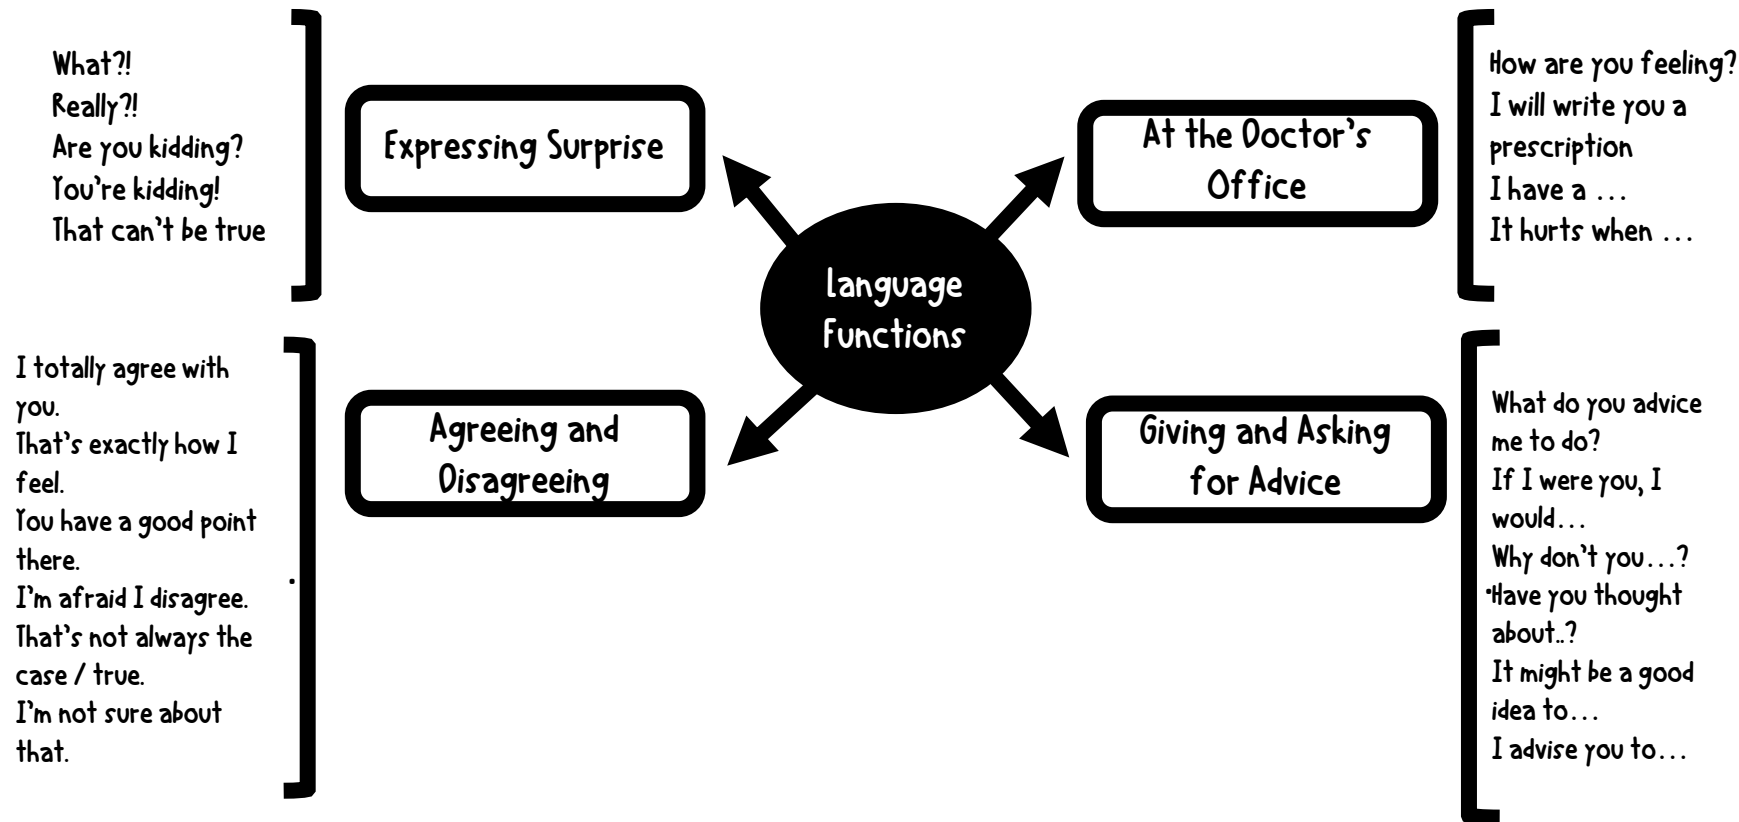 What?!
Really?!
Are you kidding?
You're kidding!
That can't be true
Expressing Surprise
At the Doctor's
Office
How are you feeling?
I will write you a
prescription
I have a ...
It hurts when ...
Language
Functions
I totally agree with
you.
That's exactly how I
feel.
You have a good point
there.
I'm afraid I disagree.
That's not always the
case / true.
I'm not sure about
that.
Agreeing and
Disagreeing
Giving and Asking
for Advice
What do you advice
me to do?
If I were you, I
would...
Why don't you...?
Have you thought
about..?
It might be a good
idea to...
I advise you to...